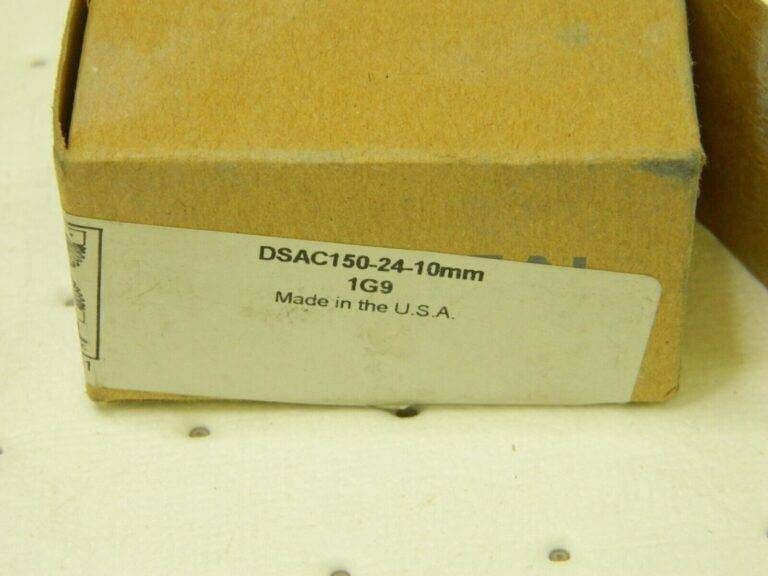 DSAC150-24-10mm
1G9
Made in the U.S.A.